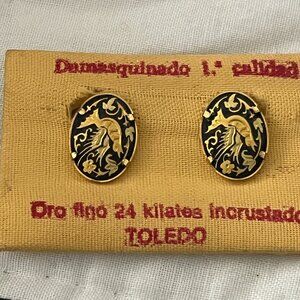 Damasquinado 1.ª calidad
Oro fino 24 kilates incrustado
TOLEDO